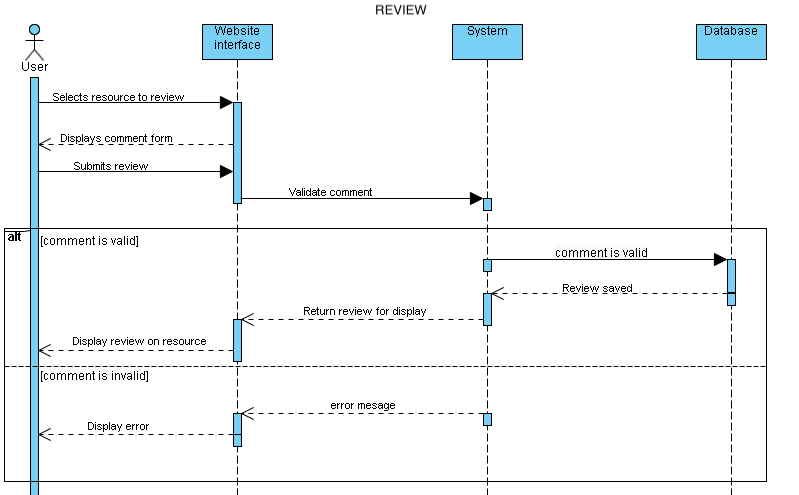 REVIEW
User
Website
interface
System
Database
Selects resource to review
Displays comment form
Submits review
Validate comment
alt
[comment is valid]
comment is valid
Review saved
Return review for display
Display review on resource
[comment is invalid]
error mesage
Display error